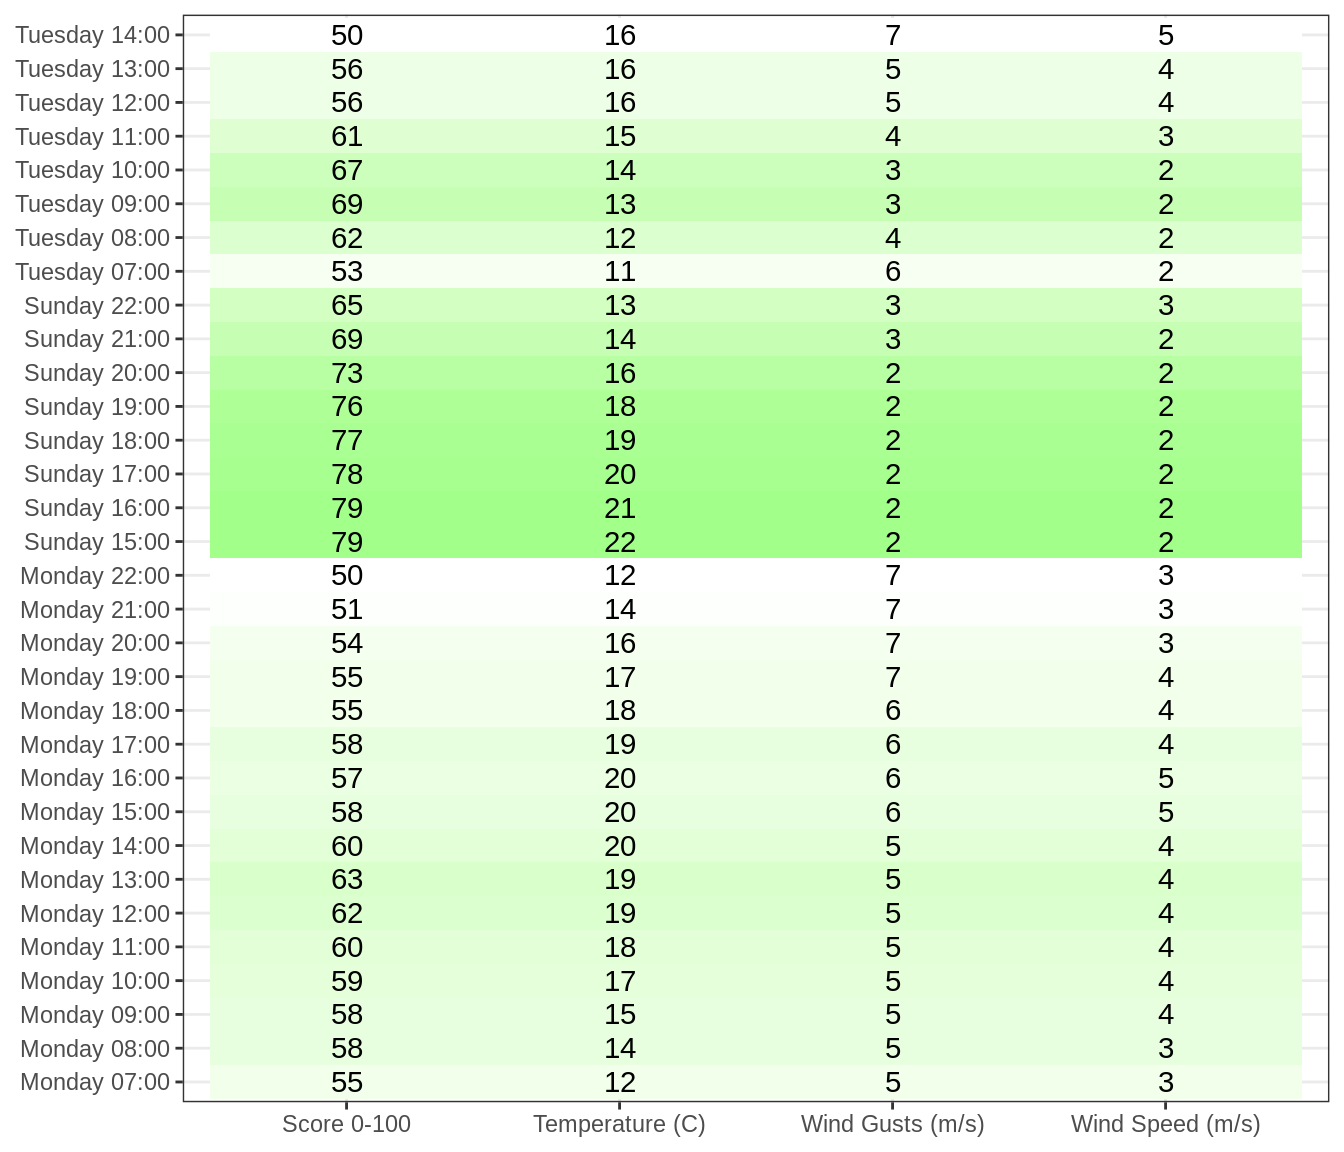 Tuesday 14:00 50 16 7 5
Tuesday 13:00 56 16 5 4
Tuesday 12:00 56 16 5 4
Tuesday 11:00 61 15 4 3
Tuesday 10:00 67 14 3 2
Tuesday 09:00 69 13 3 2
Tuesday 08:00 62 12 4 2
Tuesday 07:00 53 11 6 2
Sunday 22:00 65 13 3 3
Sunday 21:00 69 14 3 2
Sunday 20:00 73 16 2 2
Sunday 19:00 76 18 2 2
Sunday 18:00 77 19 2 2
Sunday 17:00 78 20 2 2
Sunday 16:00 79 21 2 2
Sunday 15:00 79 22 2 2
Monday 22:00 50 12 7 3
Monday 21:00 51 14 7 3
Monday 20:00 54 16 7 3
Monday 19:00 55 17 7 4
Monday 18:00 55 18 6 4
Monday 17:00 58 19 6 4
Monday 16:00 57 20 6 5
Monday 15:00 58 20 6 5
Monday 14:00 60 20 5 4
Monday 13:00 63 19 5 4
Monday 12:00 62 19 5 4
Monday 11:00 60 18 5 4
Monday 10:00 59 17 5 4
Monday 09:00 58 15 5 4
Monday 08:00 58 14 5 3
Monday 07:00 55 12 5 3
Score 0-100 Temperature (C) Wind Gusts (m/s) Wind Speed (m/s)